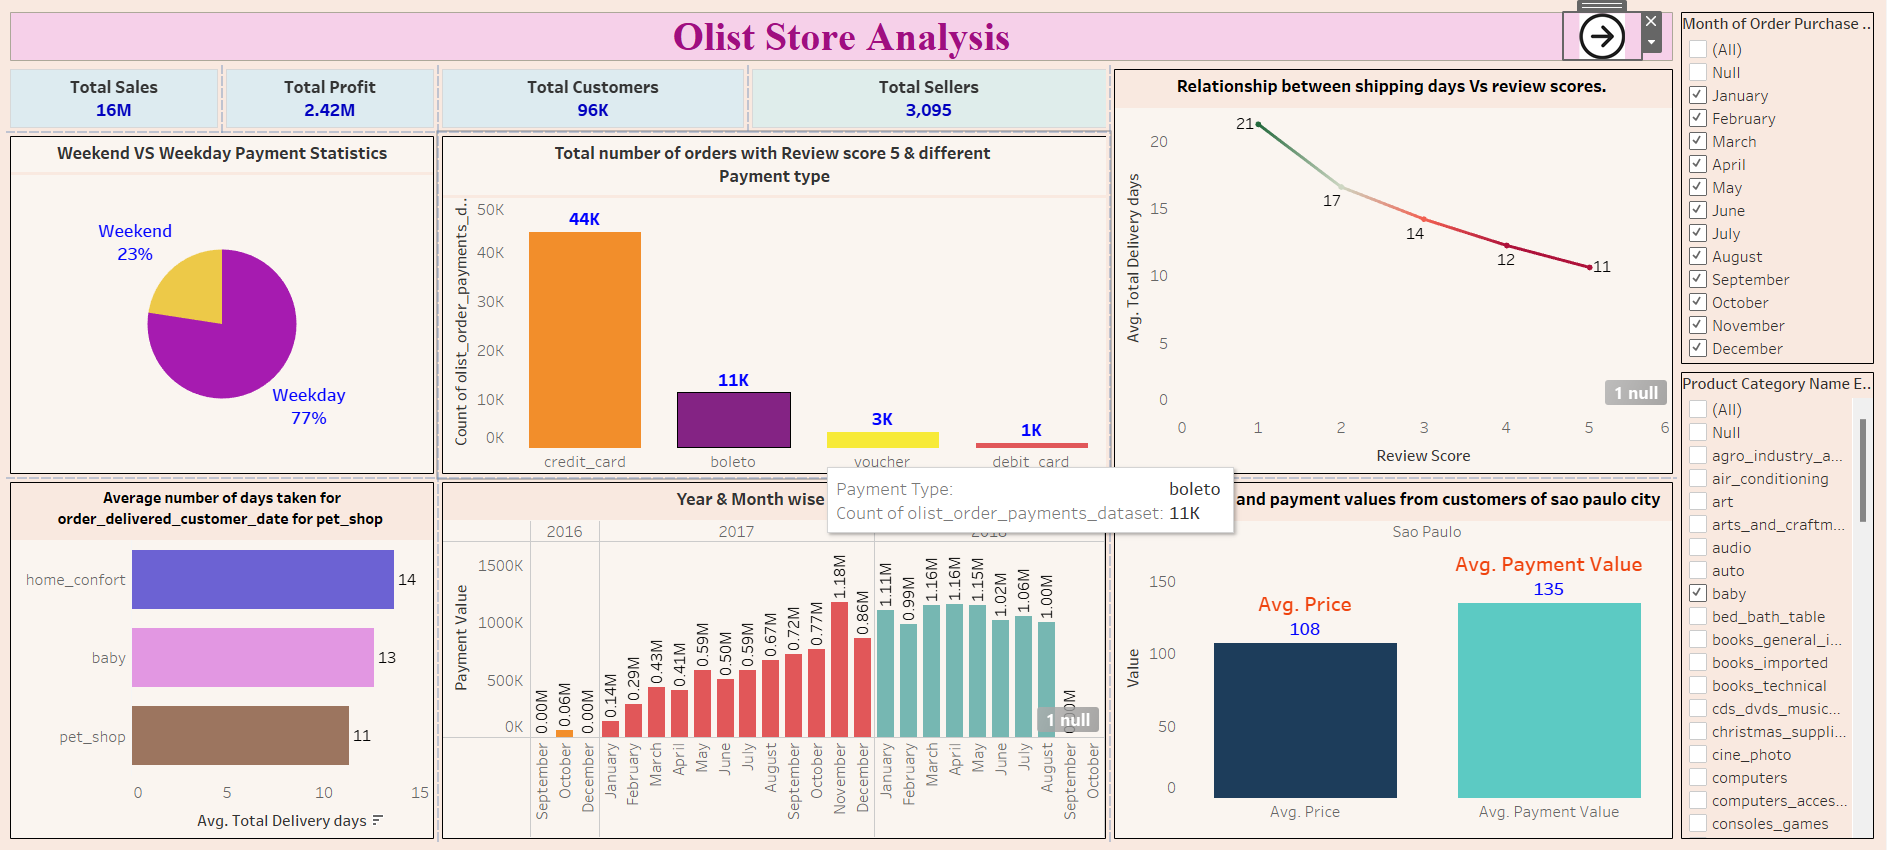 Olist Store Analysis
Total Sales
16M
Total Profit
2.42M
Total Customers
96K
Total Sellers
3,095
Weekend VS Weekday Payment Statistics
Weekend
23%
Weekday
77%
Total number of orders with Review score 5 & different
Payment type
Count of olist_order_payments_d..
50K
40K
30K
20K
10K
0K
44K
11K
3K
1K
credit_card
boleto
voucher
debit_card
Payment Type: boleto
Count of olist_order_payments_dataset: 11K
Relationship between shipping days Vs review scores.
Avg. Total Delivery days
20
15
10
5
0
21
17
14
12
11
1 null
0 1 2 3 4 5 6
Review Score
Average number of days taken for
order_delivered_customer_date for pet_shop
home_confort 14
baby 13
pet_shop 11
0 5 10 15
Avg. Total Delivery days
Year & Month wise
2016 2017 2018
Payment Value
1500K
1000K
500K
0K
0.00M
0.06M
0.00M
0.14M
0.29M
0.43M
0.41M
0.59M
0.50M
0.59M
0.67M
0.72M
0.77M
1.18M
0.86M
1.11M
0.99M
1.16M
1.16M
1.15M
1.02M
1.06M
1.00M
1 null
September
October
December
January
February
March
April
May
June
July
August
September
October
November
December
January
February
March
April
May
June
July
August
September
October
and payment values from customers of sao paulo city
Sao Paulo
Value
150
100
50
0
Avg. Price
108
Avg. Payment Value
135
Avg. Price
Avg. Payment Value
Month of Order Purchase ..
(All)
Null
January
February
March
April
May
June
July
August
September
October
November
December
Product Category Name E..
(All)
Null
agro_industry_a...
air_conditioning
art
arts_and_craftm...
audio
auto
baby
bed_bath_table
books_general_i...
books_imported
books_technical
cds_dvds_music...
christmas_suppli...
cine_photo
computers
computers_acces...
consoles_games